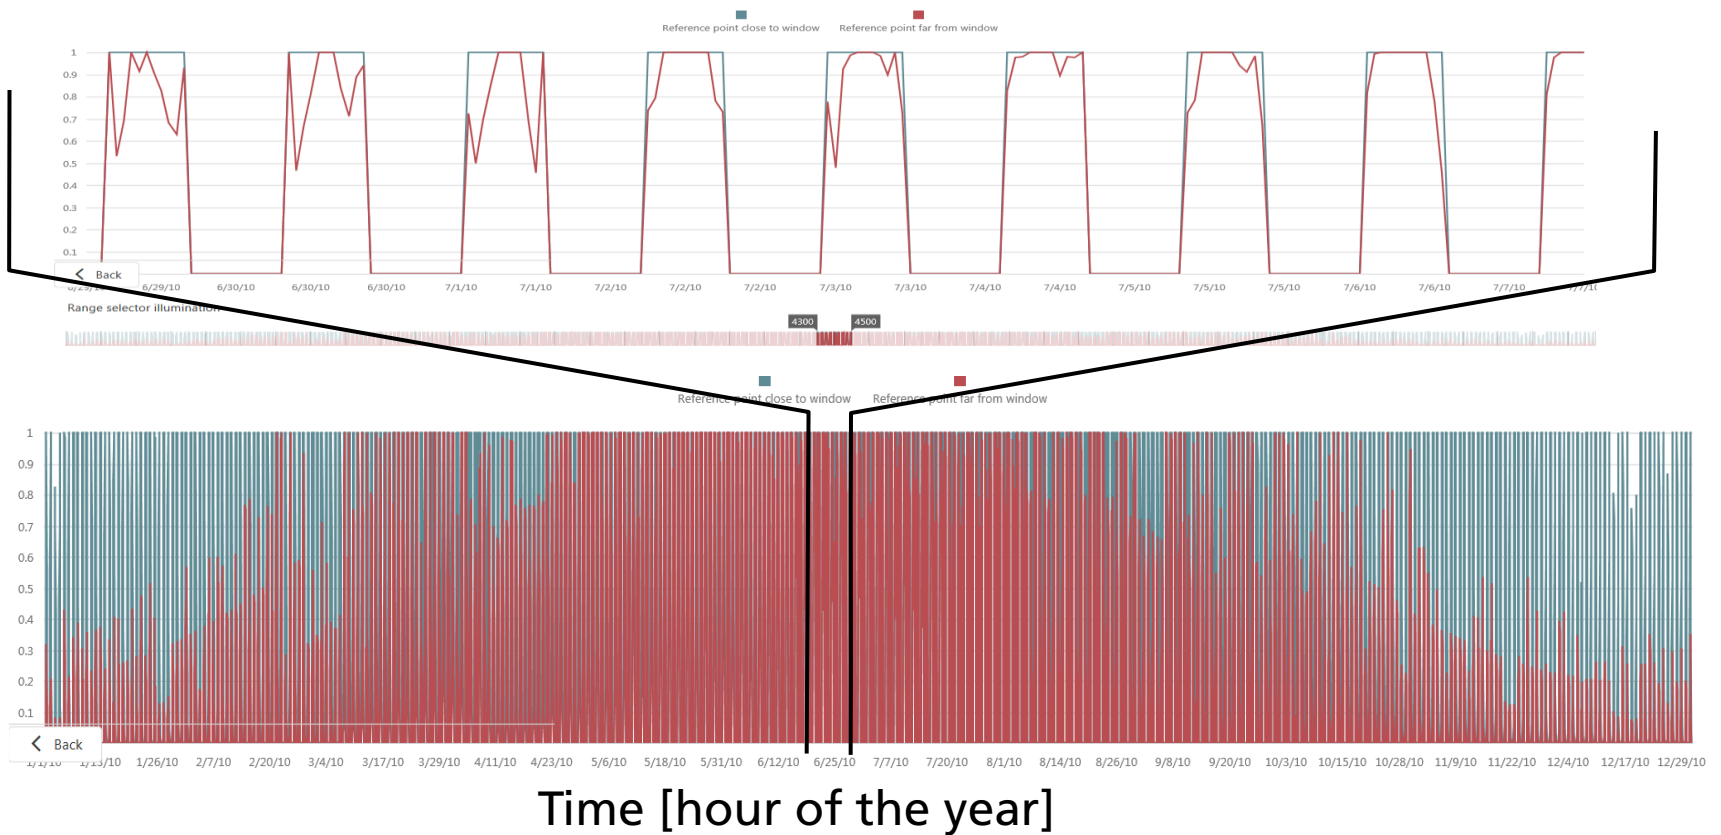 Reference point close to window Reference point far from window
1
0.9
0.8
0.7
0.6
0.5
0.4
0.3
0.2
0.1
Back
6/29/10 6/30/10 6/30/10 6/30/10 7/1/10 7/1/10 7/2/10 7/2/10 7/2/10 7/3/10 7/3/10 7/4/10 7/4/10 7/5/10 7/5/10 7/5/10 7/6/10 7/6/10 7/7/10
Range selector illumination
4300 4500
Reference point close to window Reference point far from window
1
0.9
0.8
0.7
0.6
0.5
0.4
0.3
0.2
0.1
Back
1/1/10 1/13/10 1/26/10 2/7/10 2/20/10 3/4/10 3/17/10 3/29/10 4/11/10 4/23/10 5/6/10 5/18/10 5/31/10 6/12/10 6/25/10 7/7/10 7/20/10 8/1/10 8/14/10 8/26/10 9/8/10 9/20/10 10/3/10 10/15/10 10/28/10 11/9/10 11/22/10 12/4/10 12/17/10 12/29/10
Time [hour of the year]